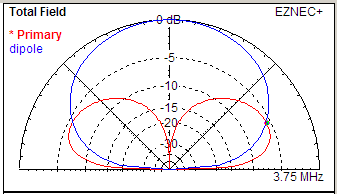 Total Field
EZNEC+
* Primary
dipole
0 dB
-5
-10
-15
-20
-30
3.75 MHz